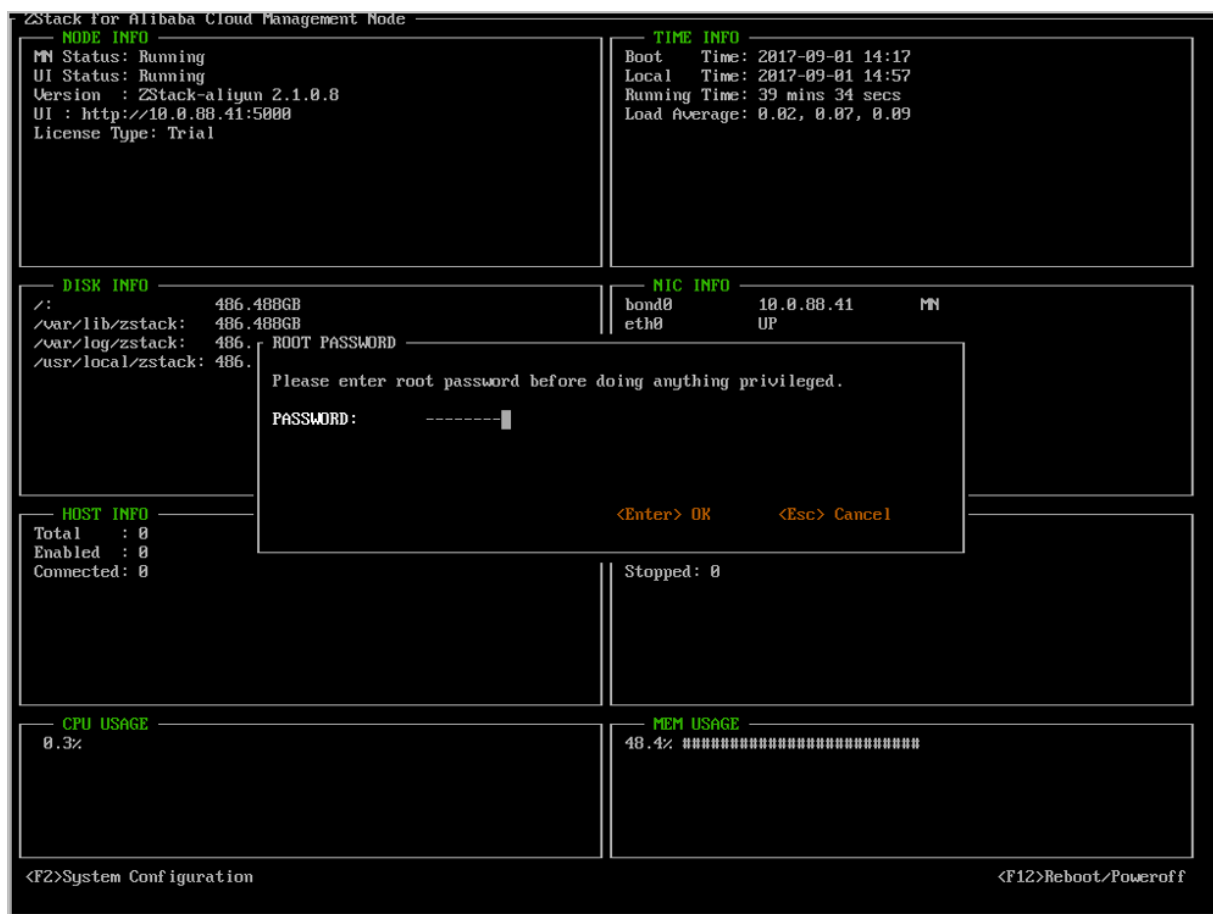 ZStack for Alibaba Cloud Management Node
NODE INFO
MN Status: Running
UI Status: Running
Version : ZStack-aliyun 2.1.0.8
UI : http://10.0.88.41:5000
License Type: Trial
TIME INFO
Boot Time: 2017-09-01 14:17
Local Time: 2017-09-01 14:57
Running Time: 39 mins 34 secs
Load Average: 0.02, 0.07, 0.09
DISK INFO
/: 486.488GB
/var/lib/zstack: 486.488GB
/var/log/zstack: 486.
/usr/local/zstack: 486.
NIC INFO
bond0 10.0.88.41 MN
eth0 UP
ROOT PASSWORD
Please enter root password before doing anything privileged.
PASSWORD: --------
<Enter> OK <Esc> Cancel
HOST INFO
Total : 0
Enabled : 0
Connected: 0
Stopped: 0
CPU USAGE
0.3%
MEM USAGE
48.4% #########################
<F2>System Configuration <F12>Reboot/Poweroff